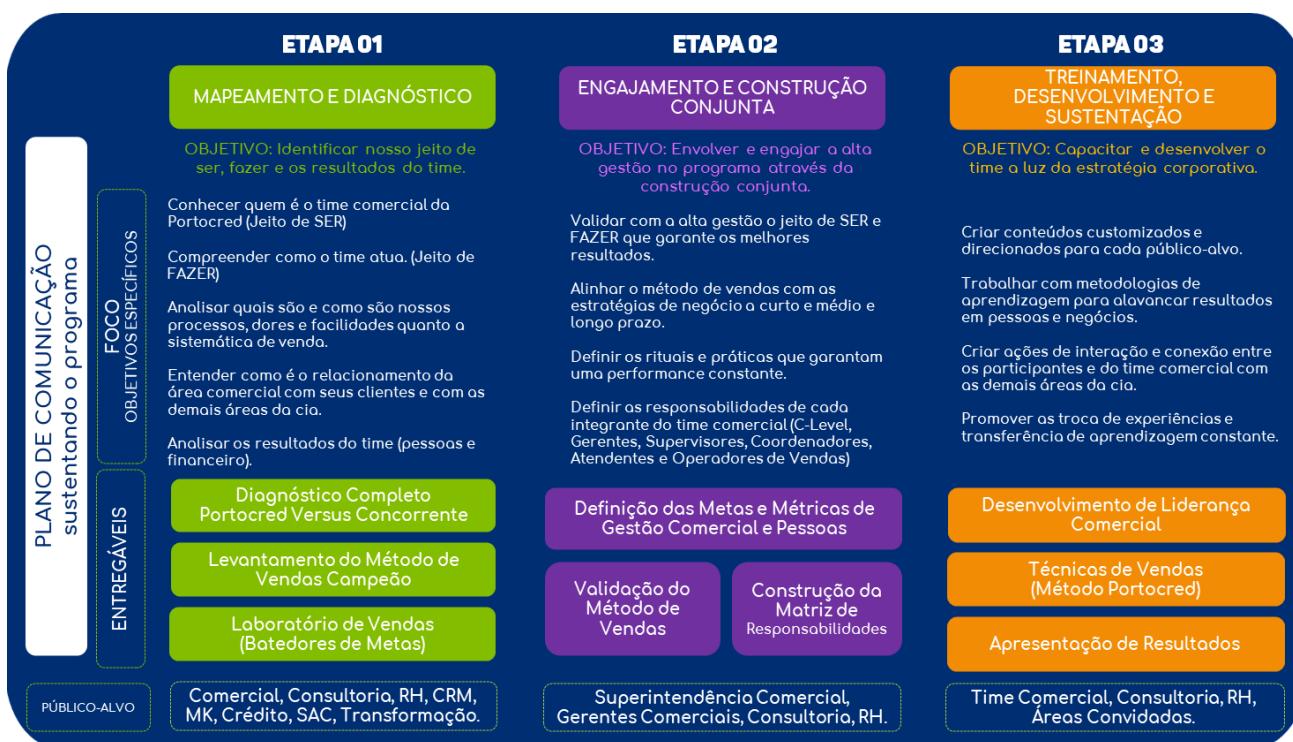 ETAPA 01
MAPEAMENTO E DIAGNÓSTICO
OBJETIVO: Identificar nosso jeito de
ser, fazer e os resultados do time.
Conhecer quem é o time comercial da
Portocred (Jeito de SER)
Compreender como o time atua. (Jeito de
FAZER)
Analisar quais são e como são nossos
processos, dores e facilidades quanto a
sistemática de venda.
Entender como é o relacionamento da
área comercial com seus clientes e com as
demais áreas da cia.
Analisar os resultados do time (pessoas e
financeiro).
Diagnóstico Completo
Portocred Versus Concorrente
Levantamento do Método de
Vendas Campeão
Laboratório de Vendas
(Batedores de Metas)
Comercial, Consultoria, RH, CRM,
MK, Crédito, SAC, Transformação.
ETAPA 02
ENGAJAMENTO E CONSTRUÇÃO
CONJUNTA
OBJETIVO: Envolver e engajar a alta
gestão no programa através da
construção conjunta.
Validar com a alta gestão o jeito de SER e
FAZER que garante os melhores
resultados.
Alinhar o método de vendas com as
estratégias de negócio a curto e médio e
longo prazo.
Definir os rituais e práticas que garantam
uma performance constante.
Definir as responsabilidades de cada
integrante do time comercial (C-Level,
Gerentes, Supervisores, Coordenadores,
Atendentes e Operadores de Vendas)
Definição das Metas e Métricas de
Gestão Comercial e Pessoas
Validação do
Método de
Vendas
Construção da
Matriz de
Responsabilidades
Superintendência Comercial,
Gerentes Comerciais, Consultoria, RH.
ETAPA 03
TREINAMENTO,
DESENVOLVIMENTO E
SUSTENTAÇÃO
OBJETIVO: Capacitar e desenvolver o
time a luz da estratégia corporativa.
Criar conteúdos customizados e
direcionados para cada público-alvo.
Trabalhar com metodologias de
aprendizagem para alavancar resultados
em pessoas e negócios.
Criar ações de interação e conexão entre
os participantes e do time comercial com
as demais áreas da cia.
Promover as troca de experiências e
transferência de aprendizagem constante.
Desenvolvimento de Liderança
Comercial
Técnicas de Vendas
(Método Portocred)
Apresentação de Resultados
Time Comercial, Consultoria, RH,
Áreas Convidadas.
PLANO DE COMUNICAÇÃO
sustentando o programa
FOCO
OBJETIVOS ESPECÍFICOS
ENTREGÁVEIS
PÚBLICO-ALVO